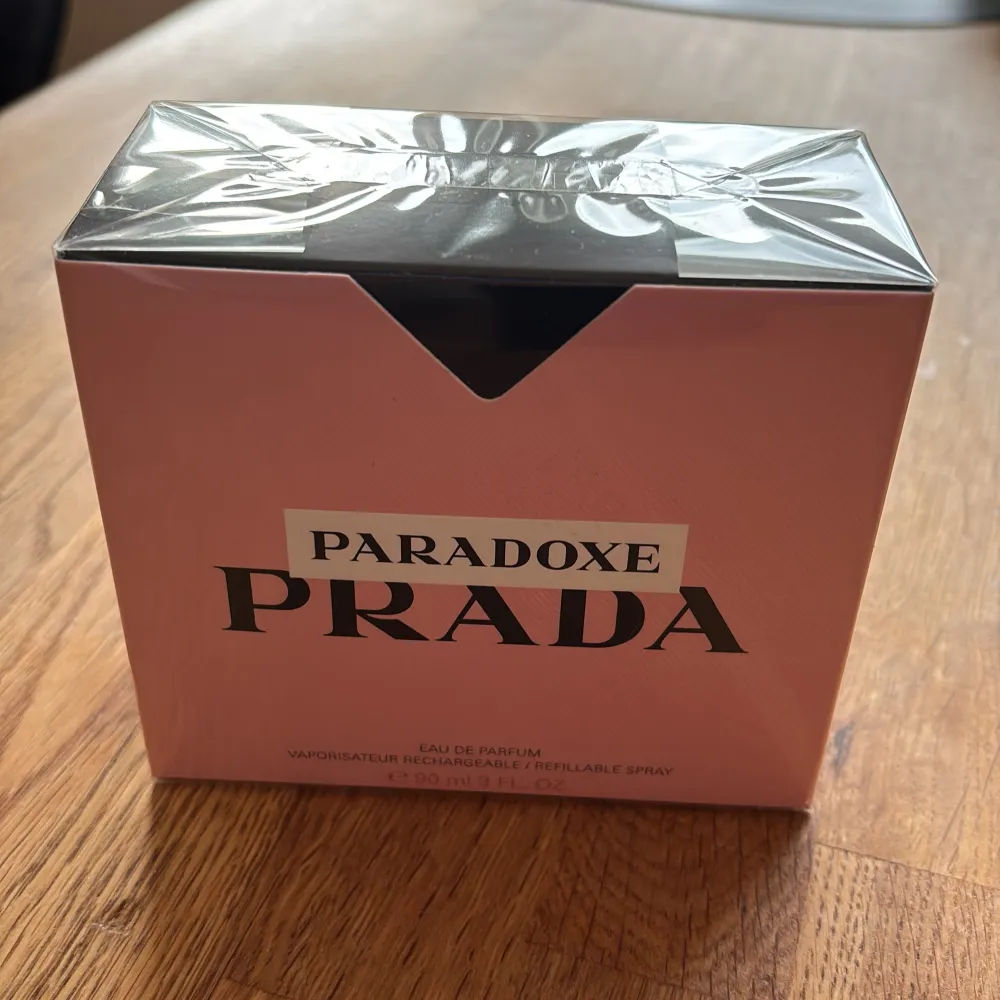 PARADOXE
PRADA
EAU DE PARFUM
VAPORISATEUR RECHARGEABLE / REFILLABLE SPRAY
℮ 90 ml 3 FL. OZ